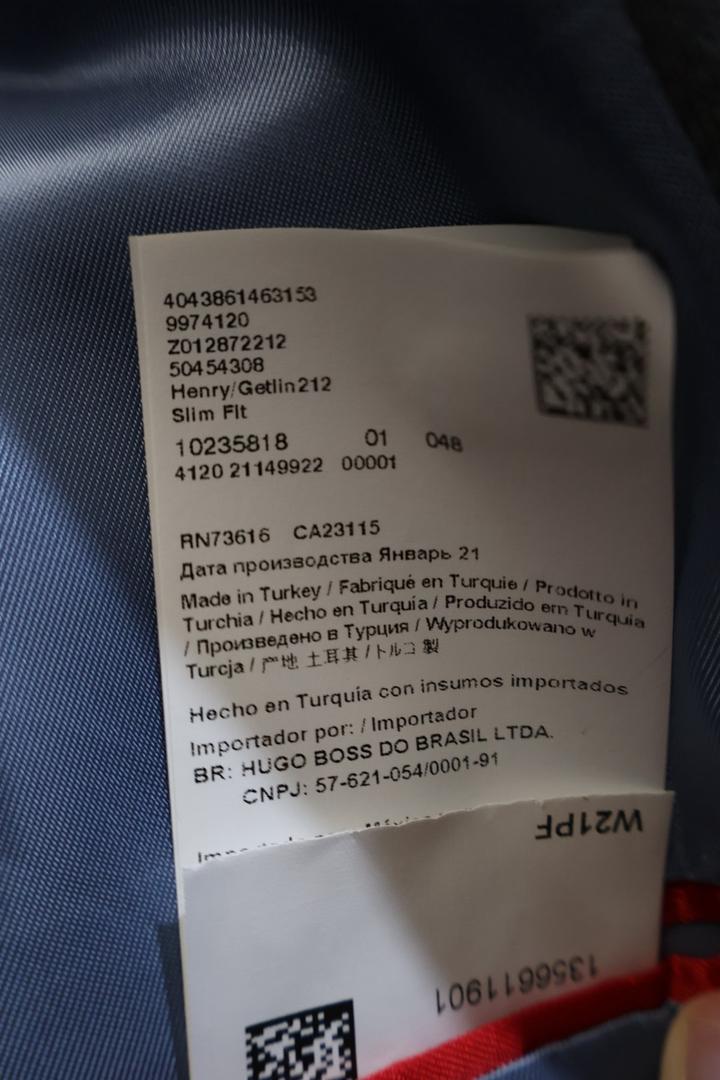 4043861463153
9974120
Z012872212
50454308
Henry/Getlin212
Slim Fit
10235818 01 048
4120 21149922 00001
RN73616 CA23115
Дата производства Январь 21
Made in Turkey / Fabriqué en Turquie / Prodotto in
Turchia / Hecho en Turquía / Produzido em Turquia
/ Произведено в Турция / Wyprodukowano w
Turcja / 产地 土耳其 / トルコ 製
Hecho en Turquía con insumos importados
Importador por: / Importador
BR: HUGO BOSS DO BRASIL LTDA.
CNPJ: 57-621-054/0001-91
W21PF
1356611901